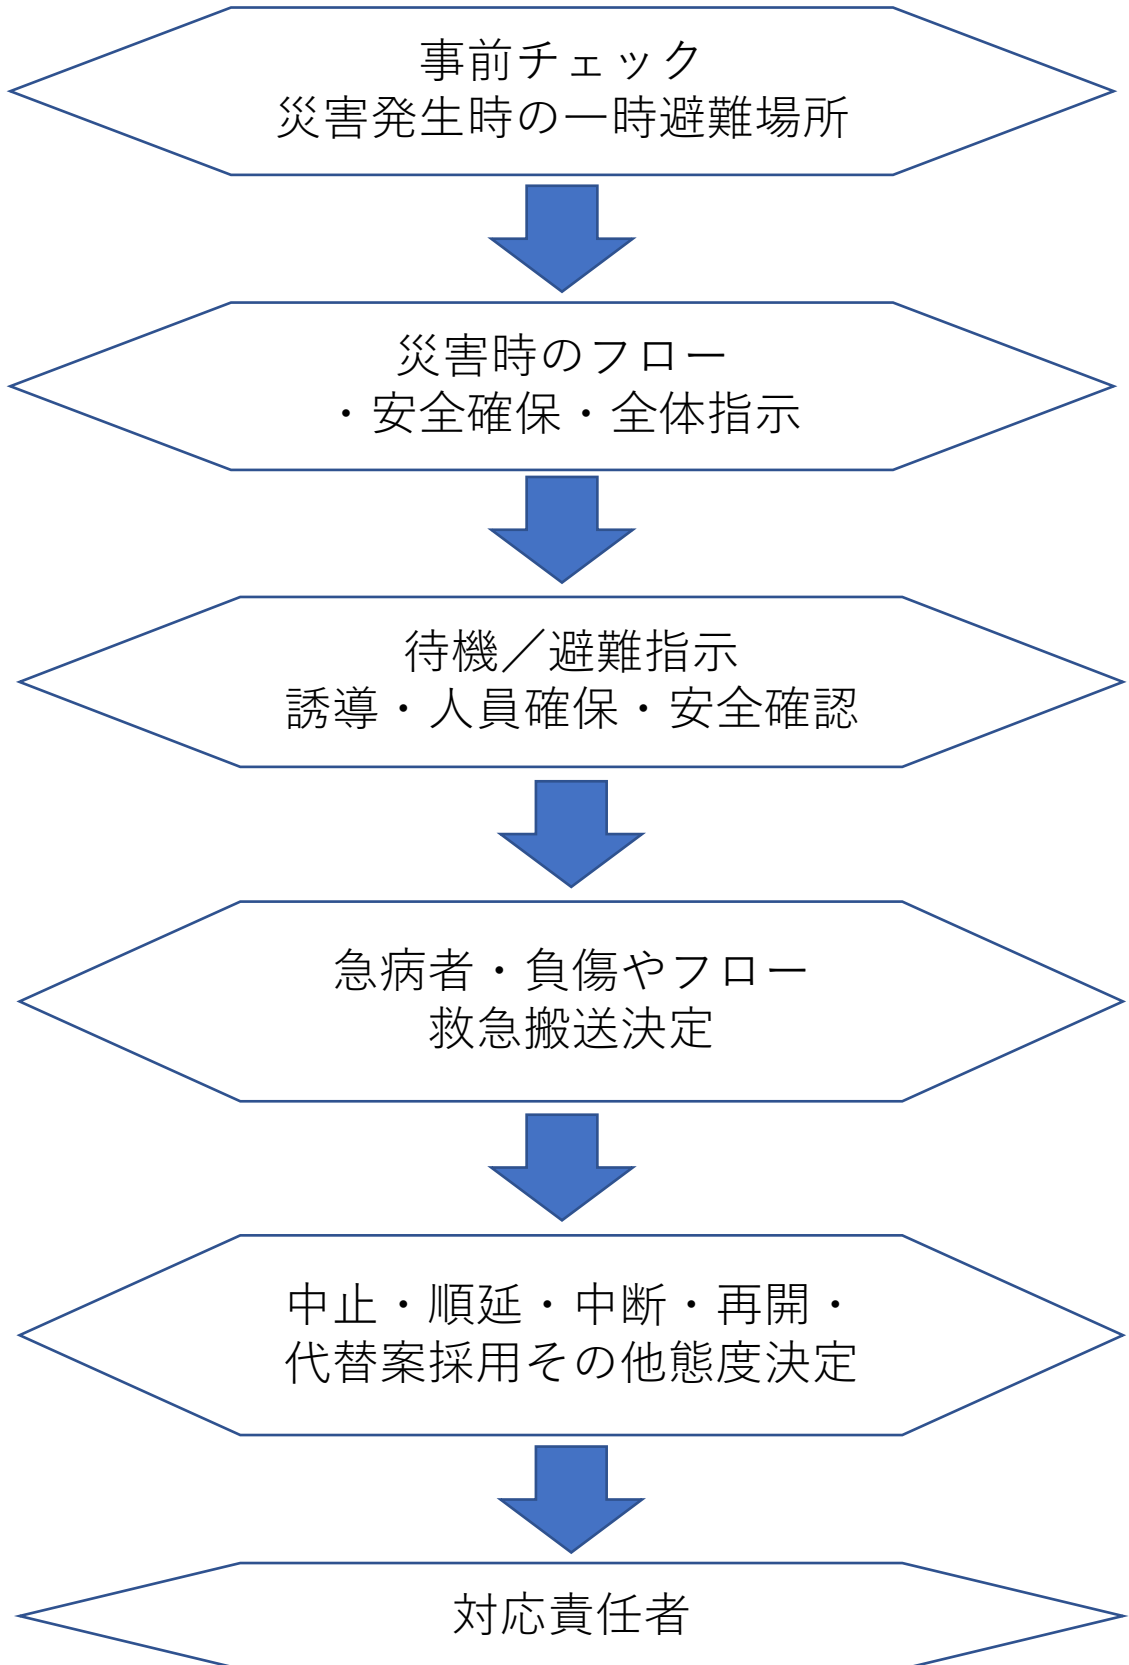 事前チェック
災害発生時の一時避難場所
災害時のフロー
・安全確保・全体指示
待機／避難指示
誘導・人員確保・安全確認
急病者・負傷やフロー
救急搬送決定
中止・順延・中断・再開・
代替案採用その他態度決定
対応責任者